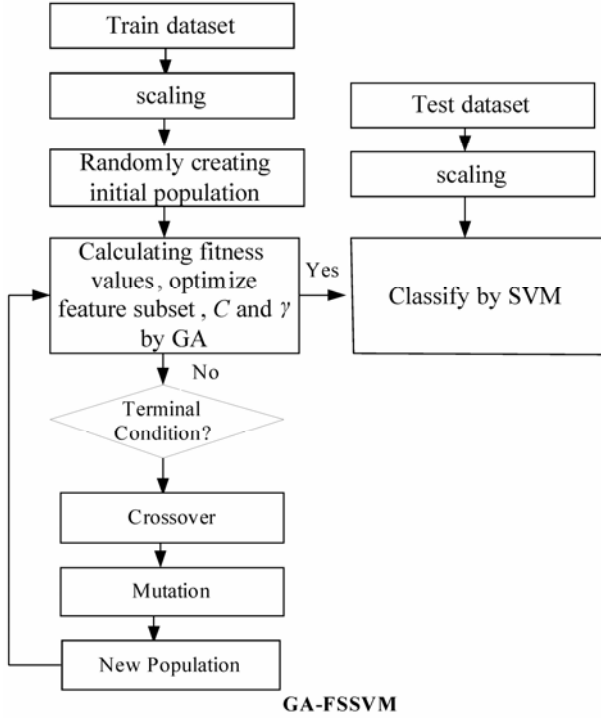 Train dataset
scaling
Randomly creating
initial population
Calculating fitness
values, optimize
feature subset , C and γ
by GA
Yes
No
Terminal
Condition?
Crossover
Mutation
New Population
Test dataset
scaling
Classify by SVM
GA-FSSVM